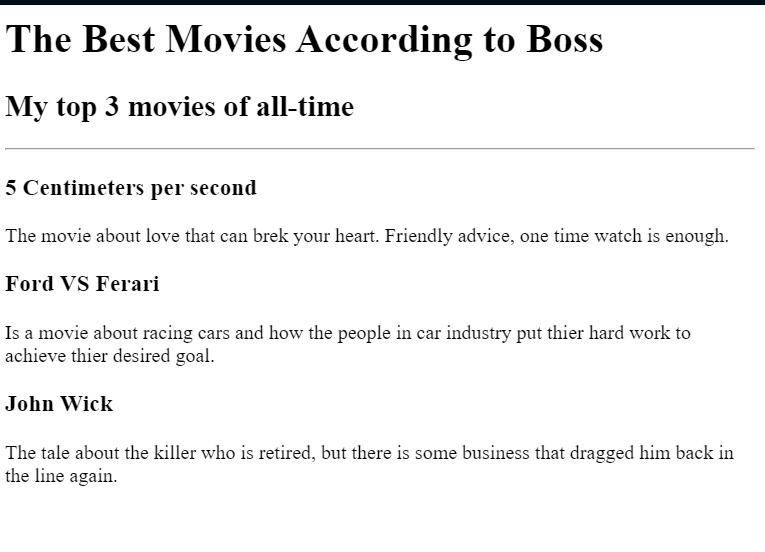 The Best Movies According to Boss
My top 3 movies of all-time
5 Centimeters per second
The movie about love that can brek your heart. Friendly advice, one time watch is enough.
Ford VS Ferari
Is a movie about racing cars and how the people in car industry put thier hard work to
achieve thier desired goal.
John Wick
The tale about the killer who is retired, but there is some business that dragged him back in
the line again.